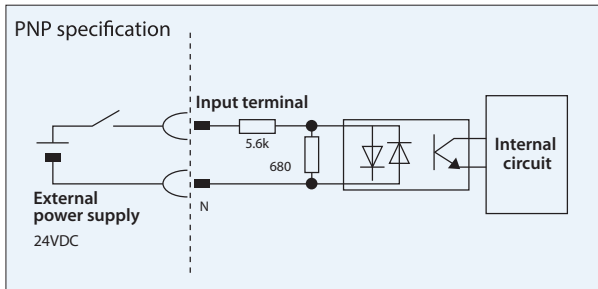 PNP specification
Input terminal
5.6k
680
Internal
circuit
External
power supply
24VDC
N